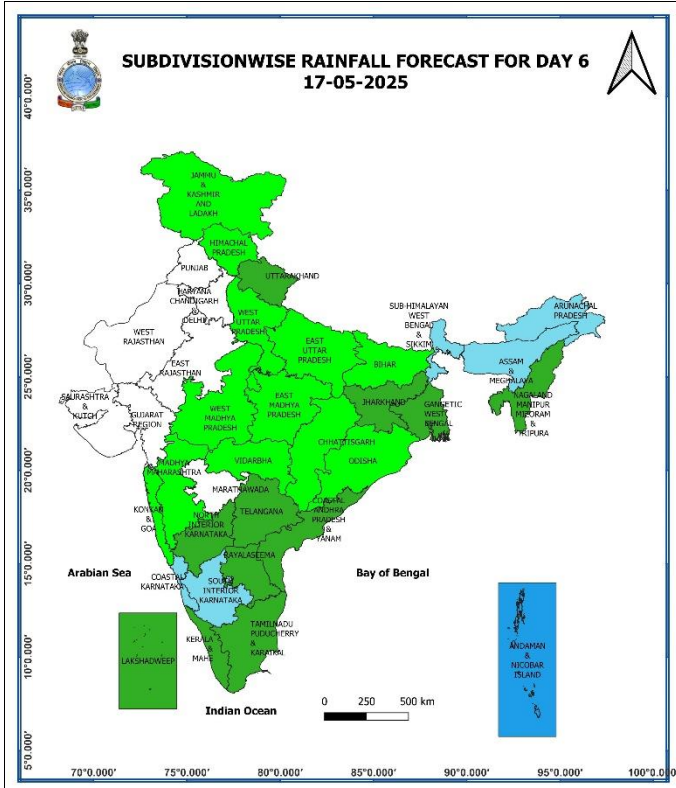 SUBDIVISIONWISE RAINFALL FORECAST FOR DAY 6
17-05-2025
JAMMU
&
KASHMIR
AND
LADAKH
HIMACHAL
PRADESH
PUNJAB
UTTARAKHAND
HARYANA
CHANDIGARH
&
DELHI
WEST
UTTAR
PRADESH
EAST
UTTAR
PRADESH
WEST
RAJASTHAN
EAST
RAJASTHAN
SUB-HIMALAYAN
WEST
BENGAL
&
SIKKIM
ARUNACHAL
PRADESH
ASSAM
&
MEGHALAYA
NAGALAND
MANIPUR
MIZORAM
&
TRIPURA
BIHAR
JHARKHAND
GANGETIC
WEST
BENGAL
SAURASHTRA
&
KUTCH
GUJARAT
REGION
WEST
MADHYA
PRADESH
EAST
MADHYA
PRADESH
CHHATTISGARH
ODISHA
VIDARBHA
MADHYA
MAHARASHTRA
MARATHAWADA
KONKAN
&
GOA
NORTH
INTERIOR
KARNATAKA
TELANGANA
COASTAL
ANDHRA
PRADESH
&
YANAM
RAYALASEEMA
COASTAL
KARNATAKA
SOUTH
INTERIOR
KARNATAKA
TAMILNADU
PUDUCHERRY
&
KARAIKAL
KERALA
&
MAHE
LAKSHADWEEP
ANDAMAN
&
NICOBAR
ISLAND
Arabian Sea
Bay of Bengal
Indian Ocean
0 250 500 km
40°0.000'
35°0.000'
30°0.000'
25°0.000'
20°0.000'
15°0.000'
10°0.000'
5°0.000'
70°0.000' 75°0.000' 80°0.000' 85°0.000' 90°0.000' 95°0.000' 100°0.000'